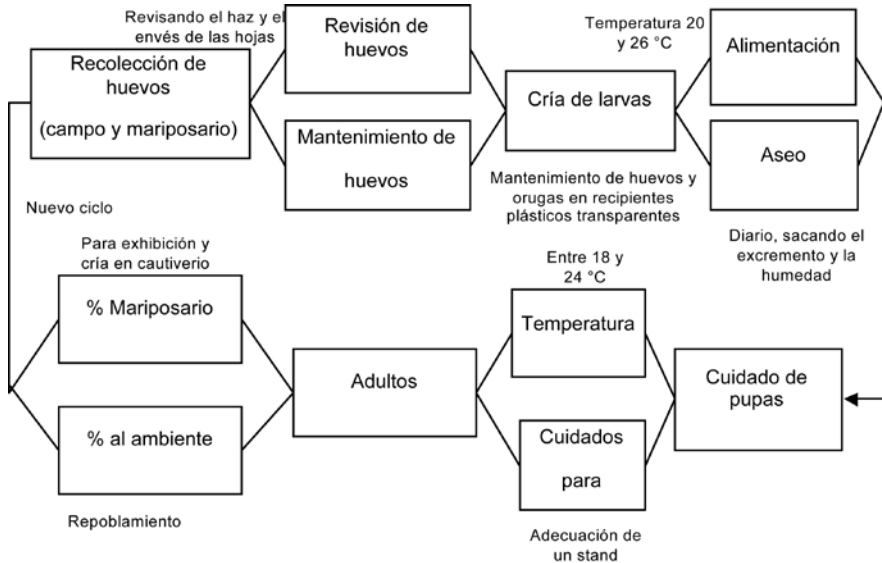 Revisando el haz y el
envés de las hojas
Recolección de
huevos
(campo y mariposario)
Revisión de
huevos
Mantenimiento de
huevos
Cría de larvas
Mantenimiento de huevos y
orugas en recipientes
plásticos transparentes
Temperatura 20
y 26 °C
Alimentación
Aseo
Diario, sacando el
excremento y la
humedad
Nuevo ciclo
Para exhibición y
cría en cautiverio
% Mariposario
% al ambiente
Repoblamiento
Adultos
Entre 18 y
24 °C
Temperatura
Cuidados
para
Adecuación de
un stand
Cuidado de
pupas